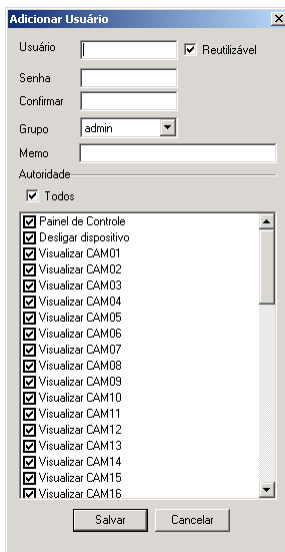 Adicionar Usuário
Usuário
Reutilizável
Senha
Confirmar
Grupo
admin
Memo
Autoridade
Todos
Painel de Controle
Desligar dispositivo
Visualizar CAM01
Visualizar CAM02
Visualizar CAM03
Visualizar CAM04
Visualizar CAM05
Visualizar CAM06
Visualizar CAM07
Visualizar CAM08
Visualizar CAM09
Visualizar CAM10
Visualizar CAM11
Visualizar CAM12
Visualizar CAM13
Visualizar CAM14
Visualizar CAM15
Visualizar CAM16
Salvar
Cancelar